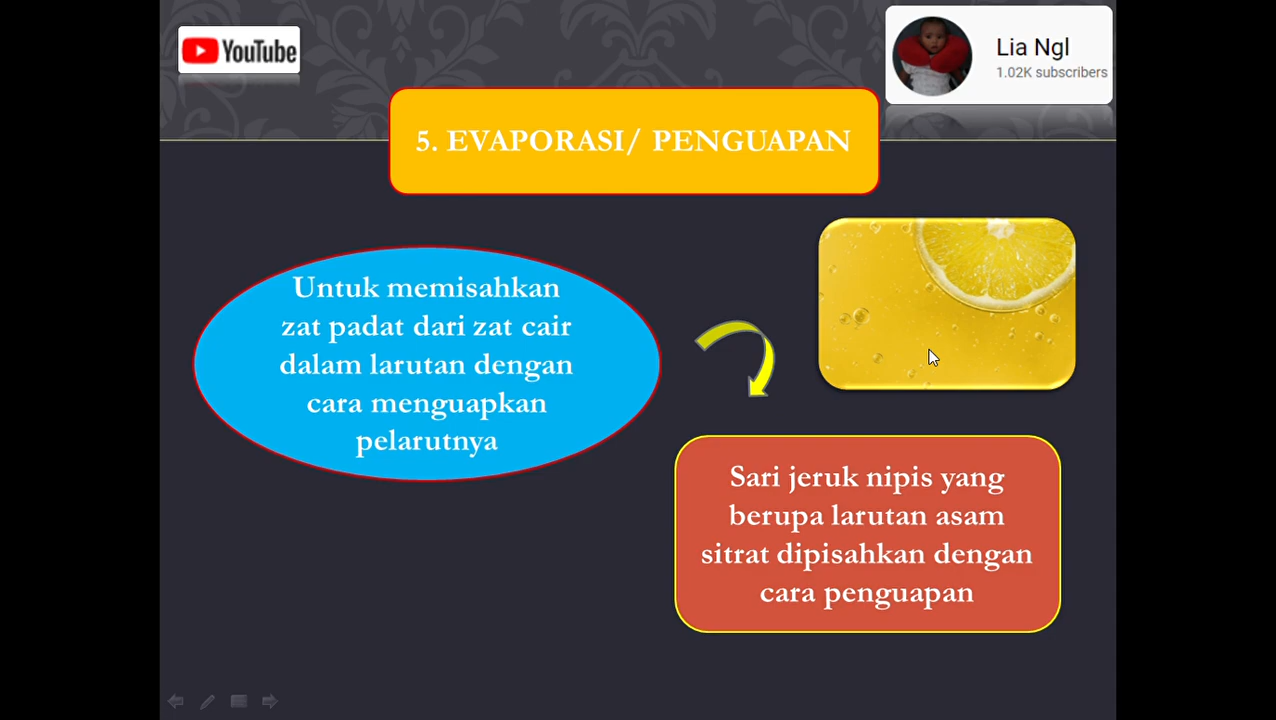 YouTube
Lia Ngl
1.02K subscribers
5. EVAPORASI/ PENGUAPAN
Untuk memisahkan
zat padat dari zat cair
dalam larutan dengan
cara menguapkan
pelarutnya
Sari jeruk nipis yang
berupa larutan asam
sitrat dipisahkan dengan
cara penguapan